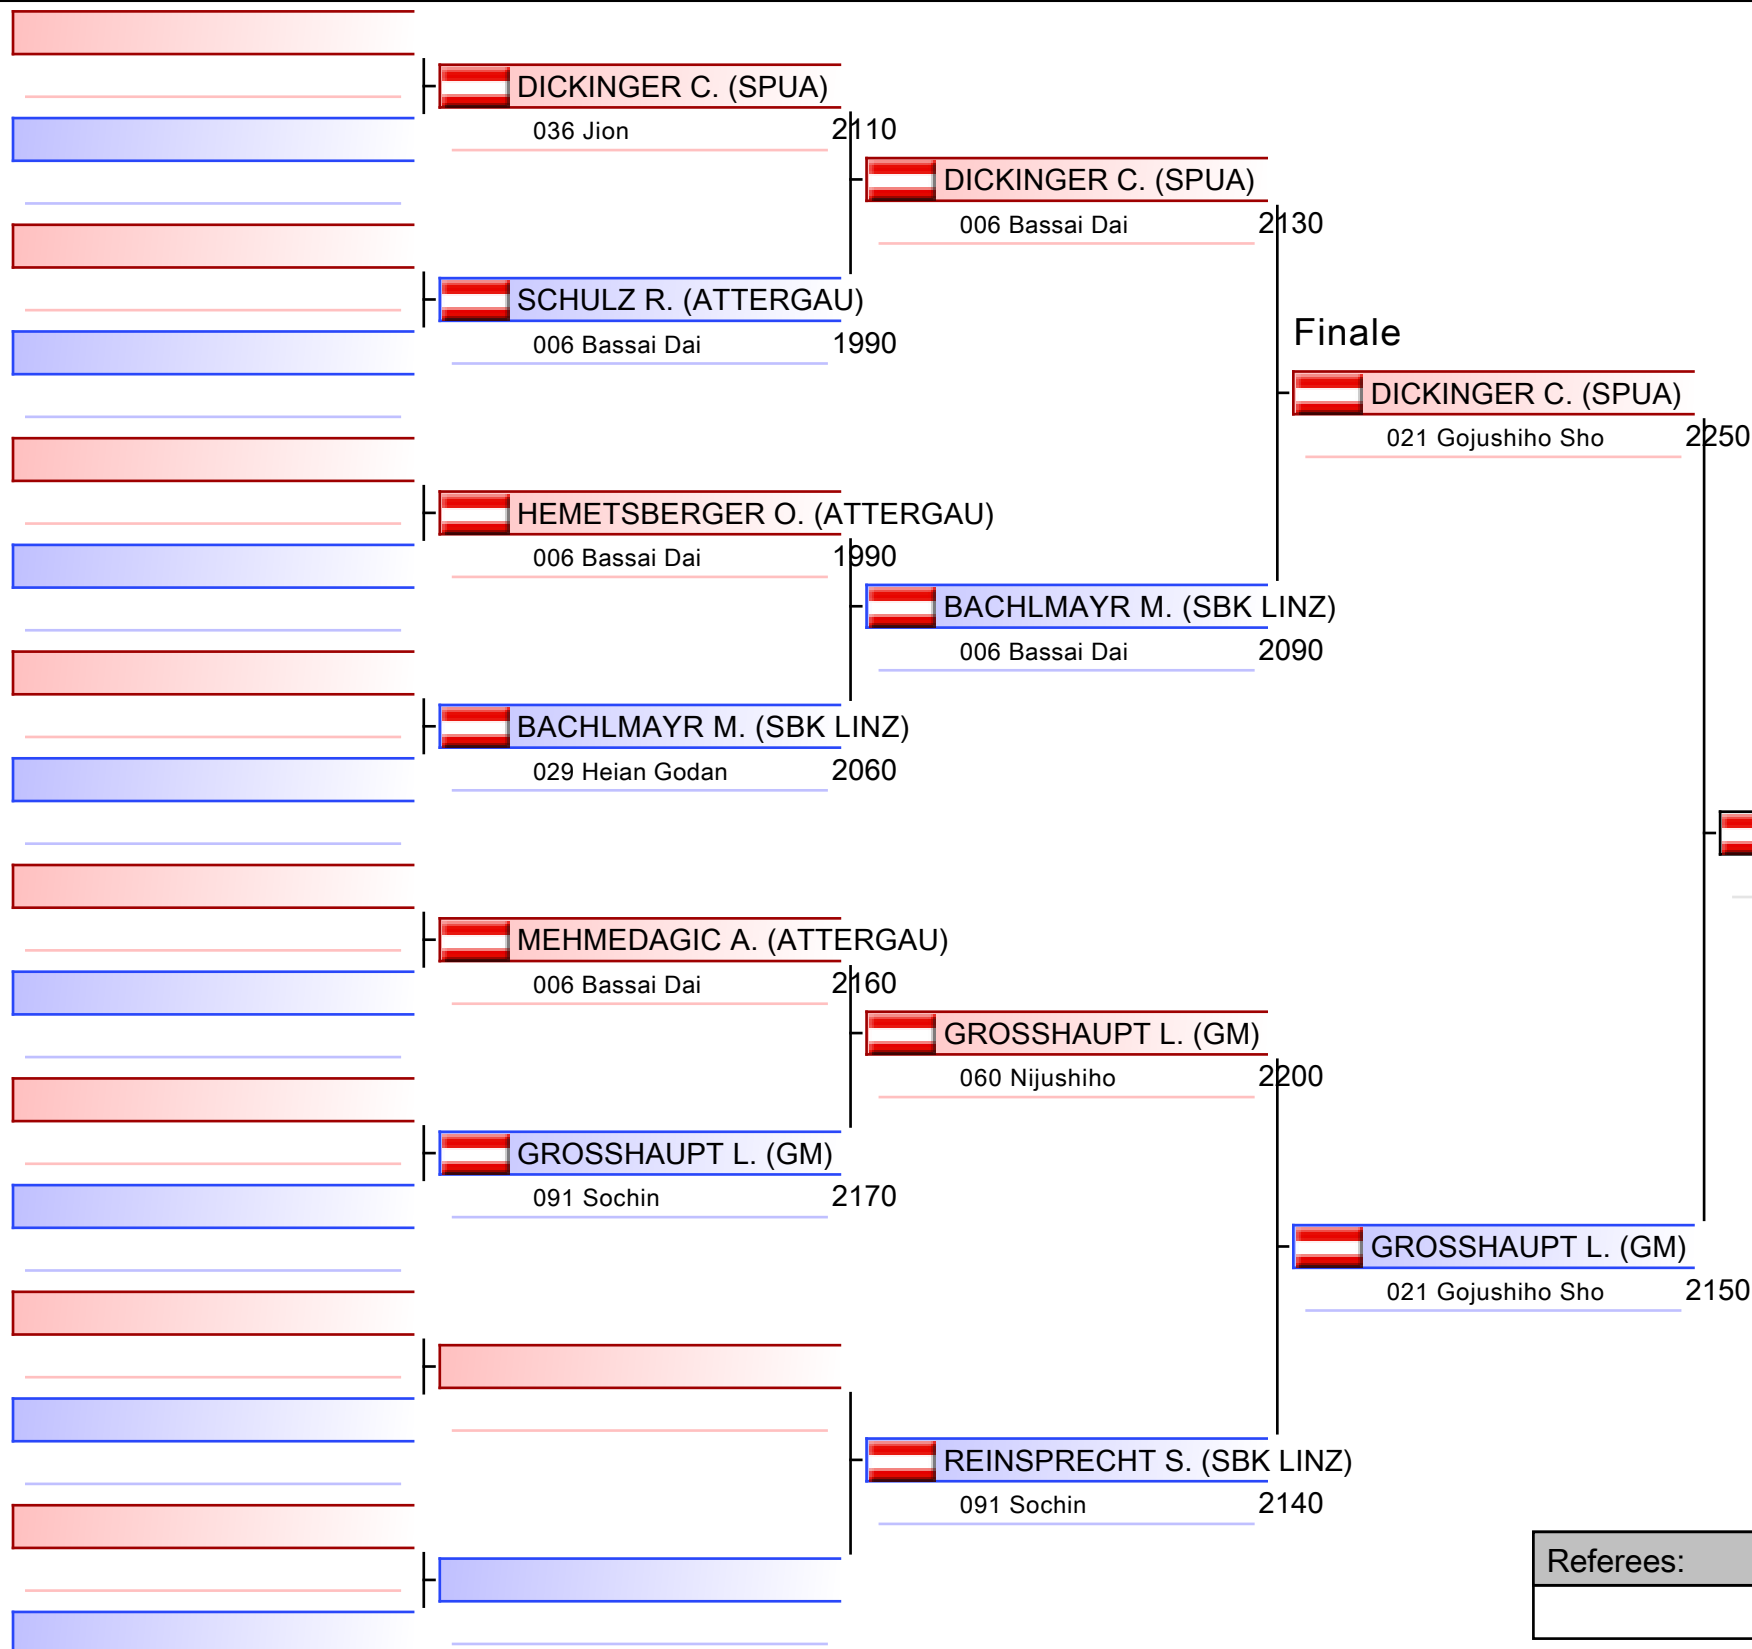 DICKINGER C. (SPUA)
036 Jion 2110
DICKINGER C. (SPUA)
006 Bassai Dai 2130
SCHULZ R. (ATTERGAU)
006 Bassai Dai 1990
Finale
DICKINGER C. (SPUA)
021 Gojushiho Sho 2250
HEMETSBERGER O. (ATTERGAU)
006 Bassai Dai 1990
BACHLMAYR M. (SBK LINZ)
006 Bassai Dai 2090
BACHLMAYR M. (SBK LINZ)
029 Heian Godan 2060
MEHMEDAGIC A. (ATTERGAU)
006 Bassai Dai 2160
GROSSHAUPT L. (GM)
060 Nijushiho 2200
GROSSHAUPT L. (GM)
091 Sochin 2170
GROSSHAUPT L. (GM)
021 Gojushiho Sho 2150
REINSPRECHT S. (SBK LINZ)
091 Sochin 2140
Referees: